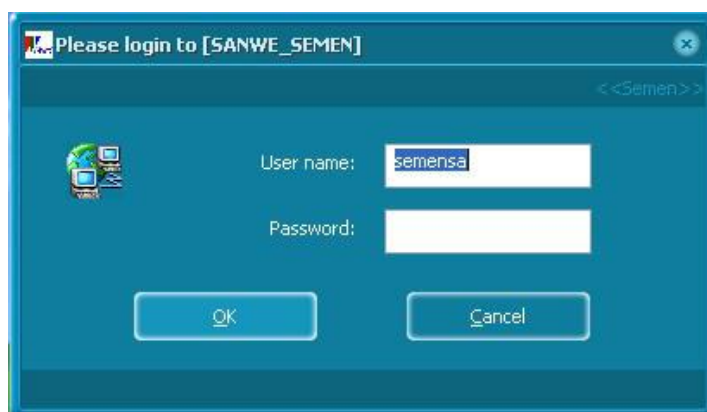 Please login to [SANWE_SEMEN]
<<Semen>>
User name: semensa
Password:
OK Cancel